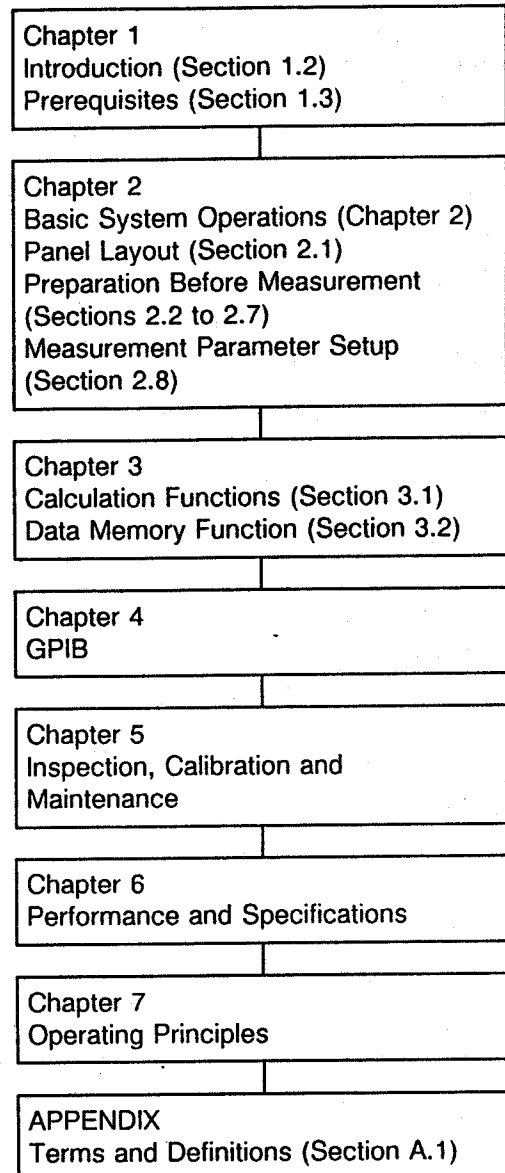 Chapter 1
Introduction (Section 1.2)
Prerequisites (Section 1.3)
Chapter 2
Basic System Operations (Chapter 2)
Panel Layout (Section 2.1)
Preparation Before Measurement
(Sections 2.2 to 2.7)
Measurement Parameter Setup
(Section 2.8)
Chapter 3
Calculation Functions (Section 3.1)
Data Memory Function (Section 3.2)
Chapter 4
GPIB
Chapter 5
Inspection, Calibration and
Maintenance
Chapter 6
Performance and Specifications
Chapter 7
Operating Principles
APPENDIX
Terms and Definitions (Section A.1)